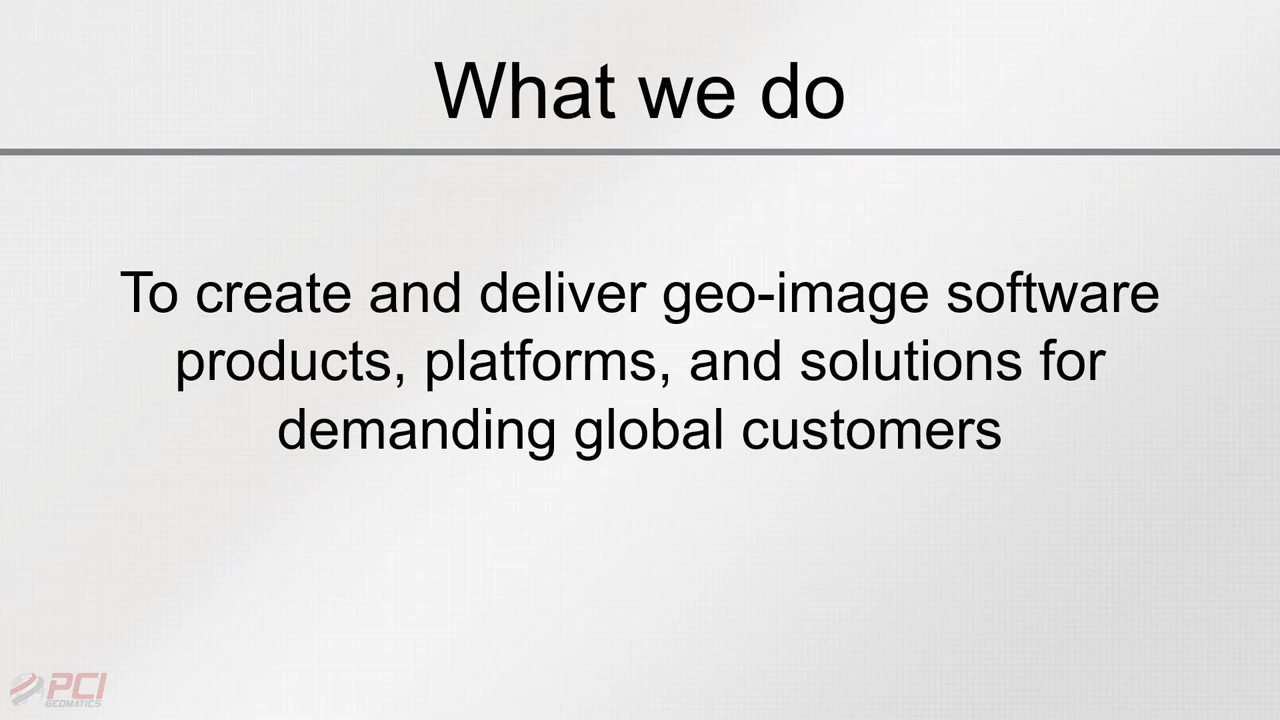 What we do
To create and deliver geo-image software
products, platforms, and solutions for
demanding global customers
PCI
GEOMATICS